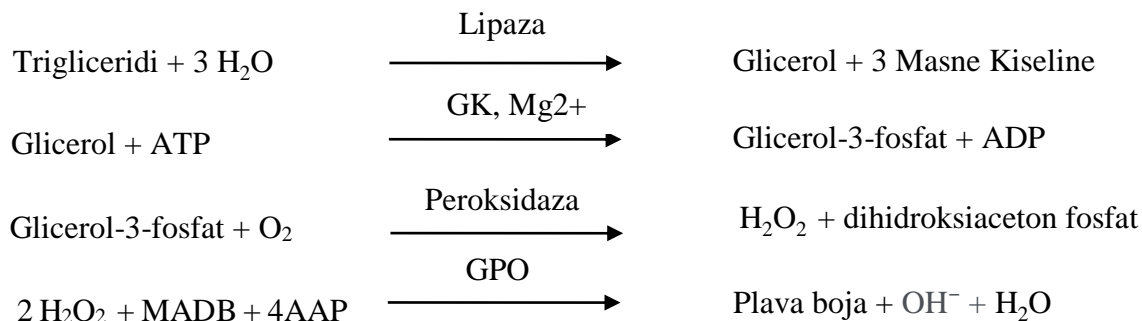 Lipaza
Trigliceridi + 3 H₂O Glicerol + 3 Masne Kiseline
GK, Mg2+
Glicerol + ATP Glicerol-3-fosfat + ADP
Peroksidaza
Glicerol-3-fosfat + O₂ H₂O₂ + dihidroksiaceton fosfat
GPO
2 H₂O₂ + MADB + 4AAP Plava boja + OH⁻ + H₂O